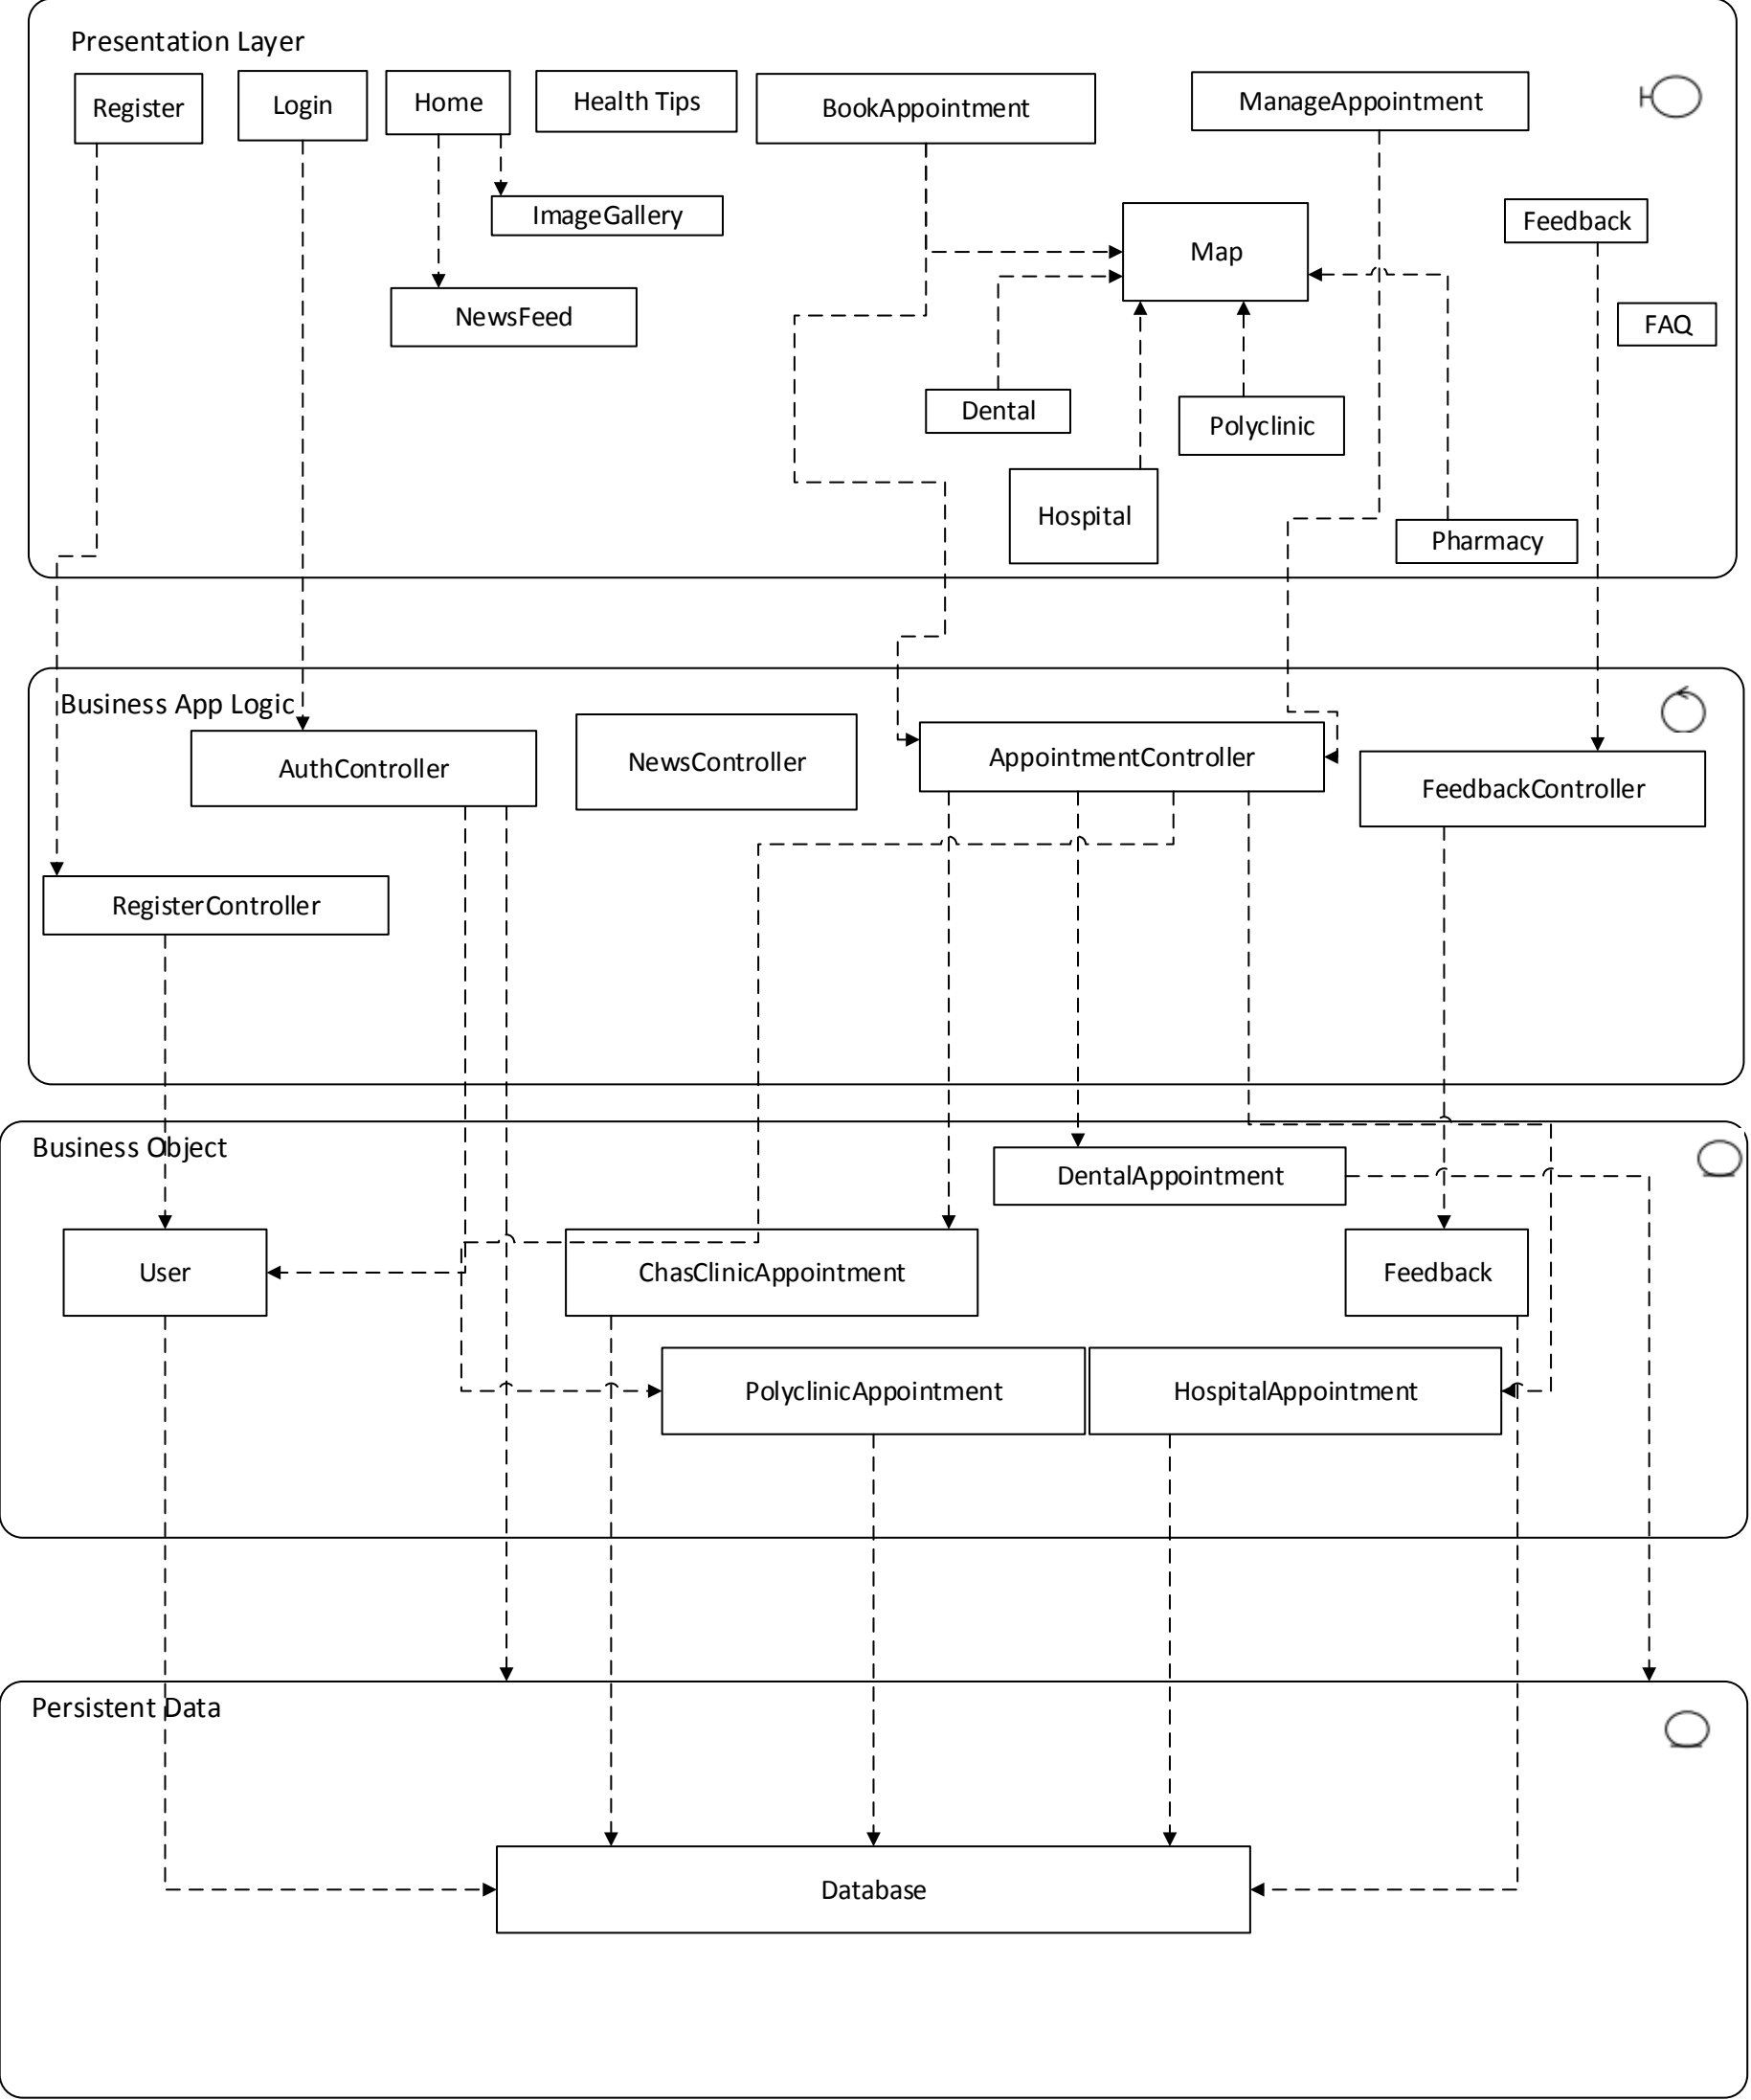 Presentation Layer
Register
Login
Home
Health Tips
BookAppointment
ManageAppointment
ImageGallery
Feedback
Map
NewsFeed
FAQ
Dental
Polyclinic
Hospital
Pharmacy
Business App Logic
AuthController
NewsController
AppointmentController
FeedbackController
RegisterController
Business Object
DentalAppointment
User
ChasClinicAppointment
Feedback
PolyclinicAppointment
HospitalAppointment
Persistent Data
Database